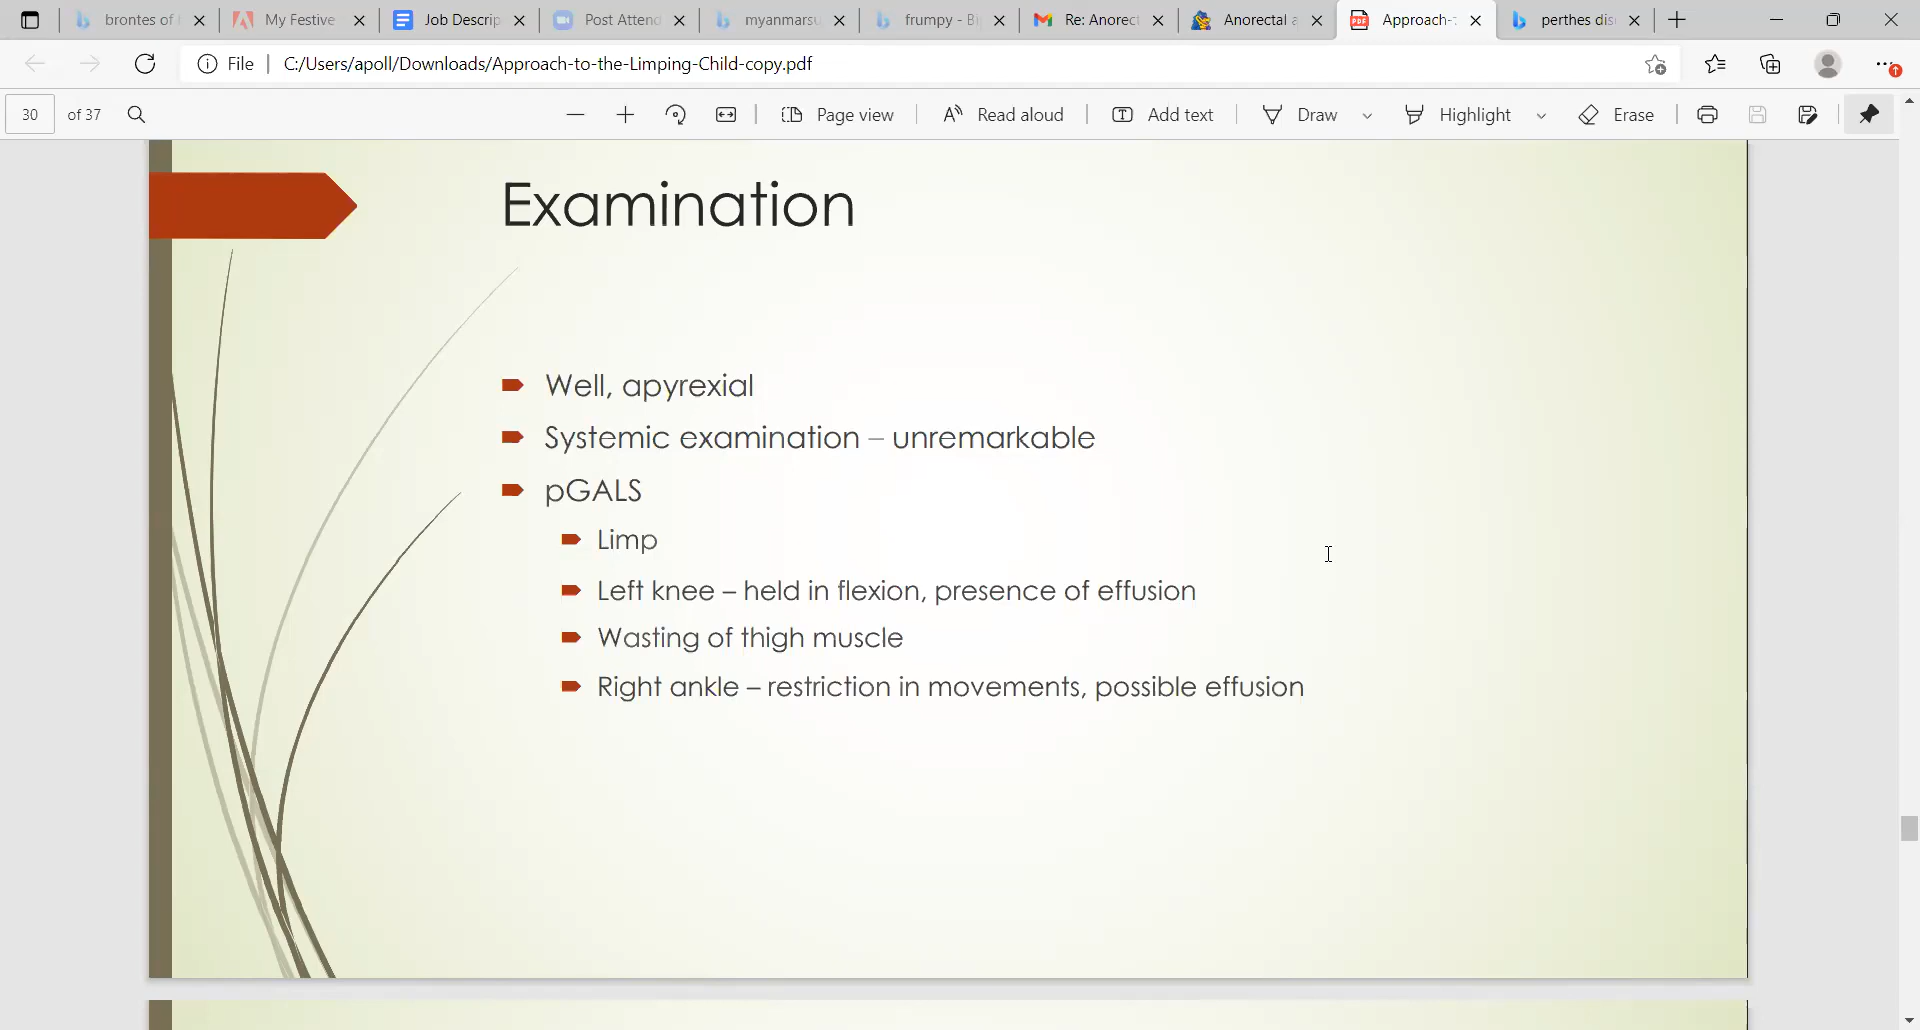 brontes of
My Festive
Job Descrip
Post Attend
myanmarsu
frumpy - Bi
Re: Anorect
Anorectal a
Approach-t
perthes dis
File
C:/Users/apoll/Downloads/Approach-to-the-Limping-Child-copy.pdf
30 of 37
Page view
Read aloud
Add text
Draw
Highlight
Erase
Examination
Well, apyrexial
Systemic examination – unremarkable
pGALS
Limp
Left knee – held in flexion, presence of effusion
Wasting of thigh muscle
Right ankle – restriction in movements, possible effusion